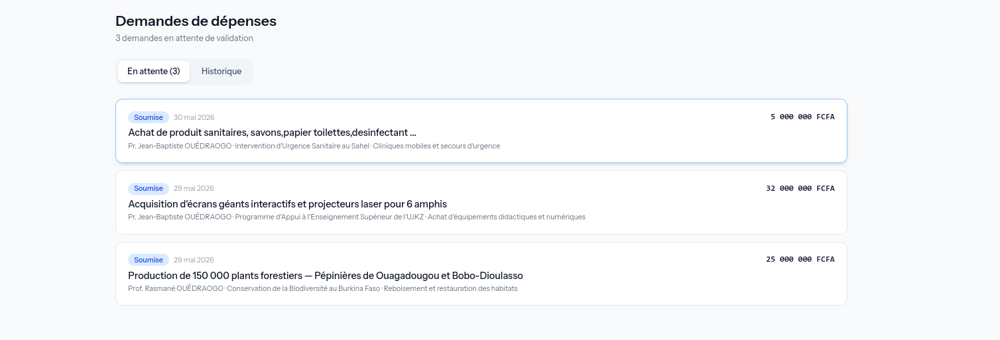 Demandes de dépenses
3 demandes en attente de validation
En attente (3) Historique
Soumise 30 mai 2026 5 000 000 FCFA
Achat de produit sanitaires, savons,papier toilettes,desinfectant ...
Pr. Jean-Baptiste OUÉDRAOGO · Intervention d'Urgence Sanitaire au Sahel · Cliniques mobiles et secours d'urgence
Soumise 29 mai 2026 32 000 000 FCFA
Acquisition d'écrans géants interactifs et projecteurs laser pour 6 amphis
Pr. Jean-Baptiste OUÉDRAOGO · Programme d'Appui à l'Enseignement Supérieur de l'UJKZ · Achat d'équipements didactiques et numériques
Soumise 29 mai 2026 25 000 000 FCFA
Production de 150 000 plants forestiers — Pépinières de Ouagadougou et Bobo-Dioulasso
Prof. Rasmané OUÉDRAOGO · Conservation de la Biodiversité au Burkina Faso · Reboisement et restauration des habitats